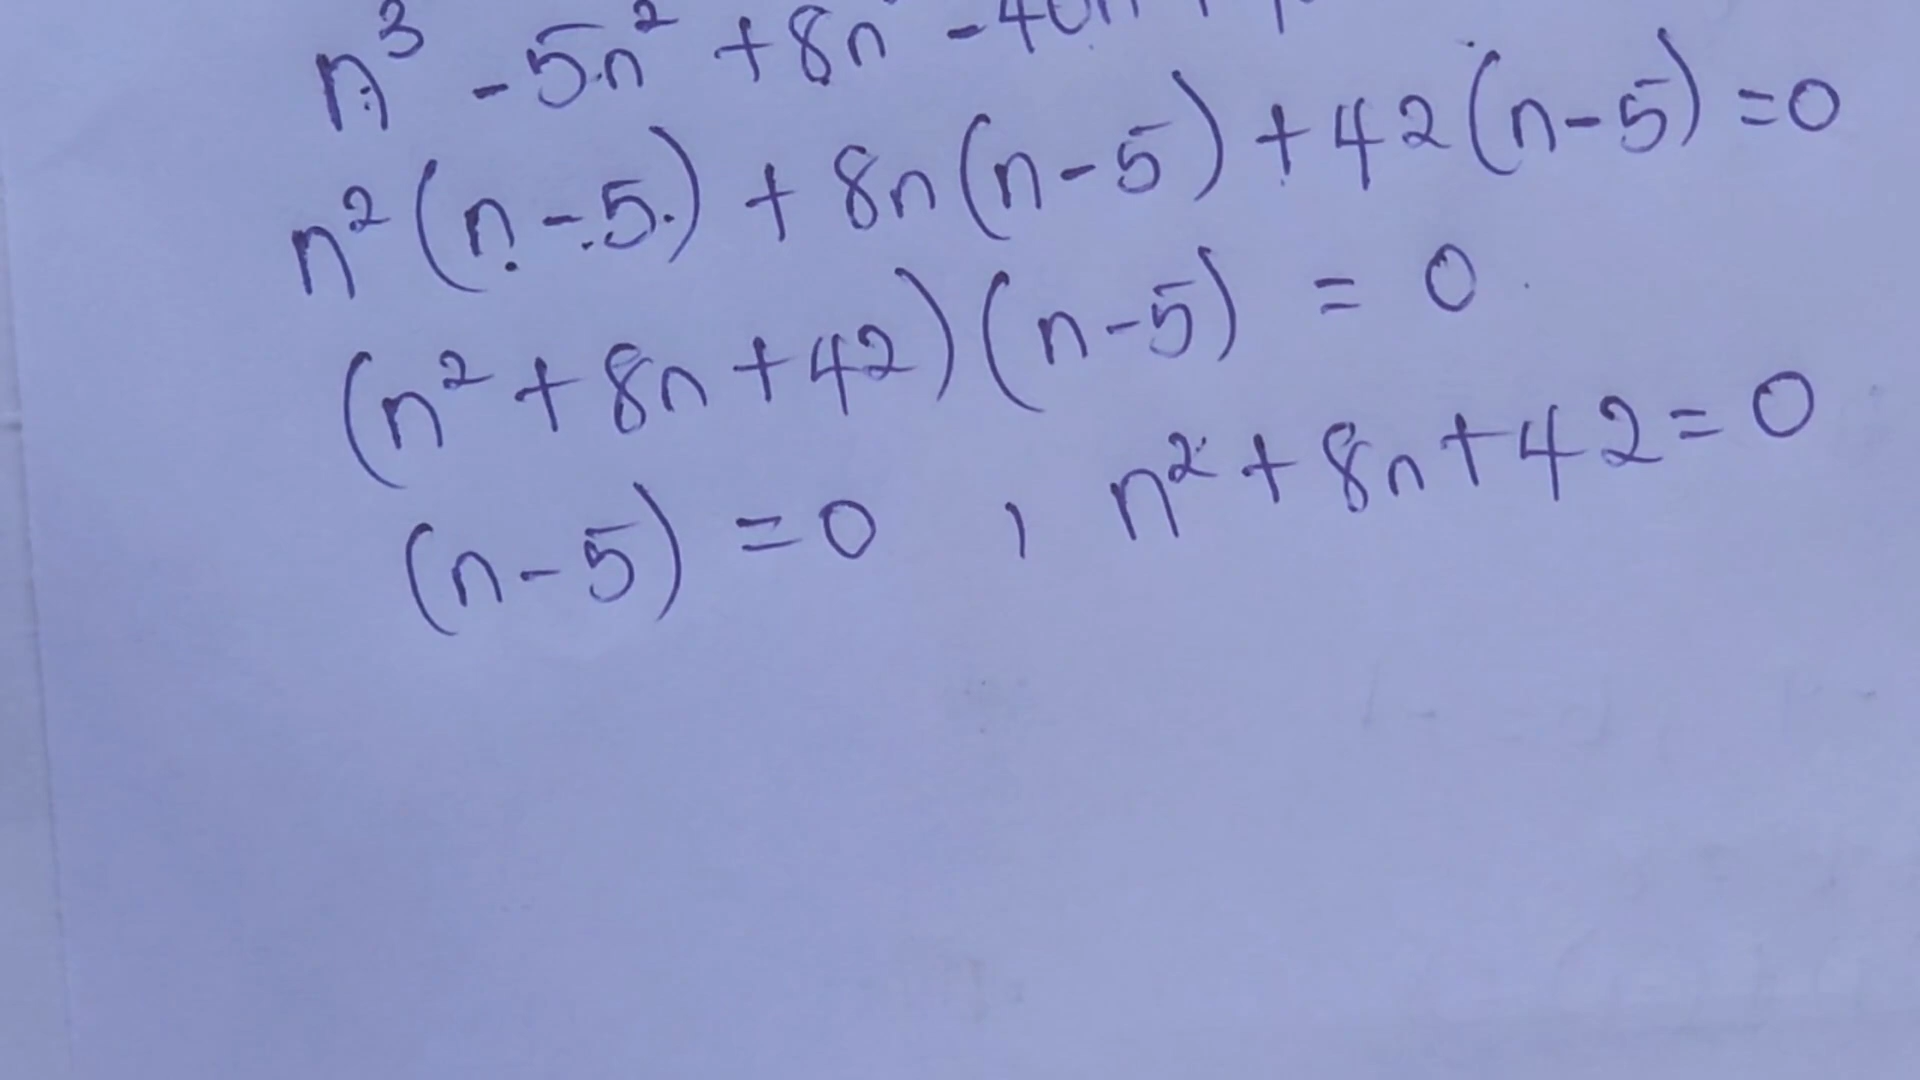 n³ - 5n² + 8n - 40n
n²(n - 5) + 8n(n - 5) + 42(n - 5) = 0
(n² + 8n + 42)(n - 5) = 0
(n - 5) = 0 , n² + 8n + 42 = 0